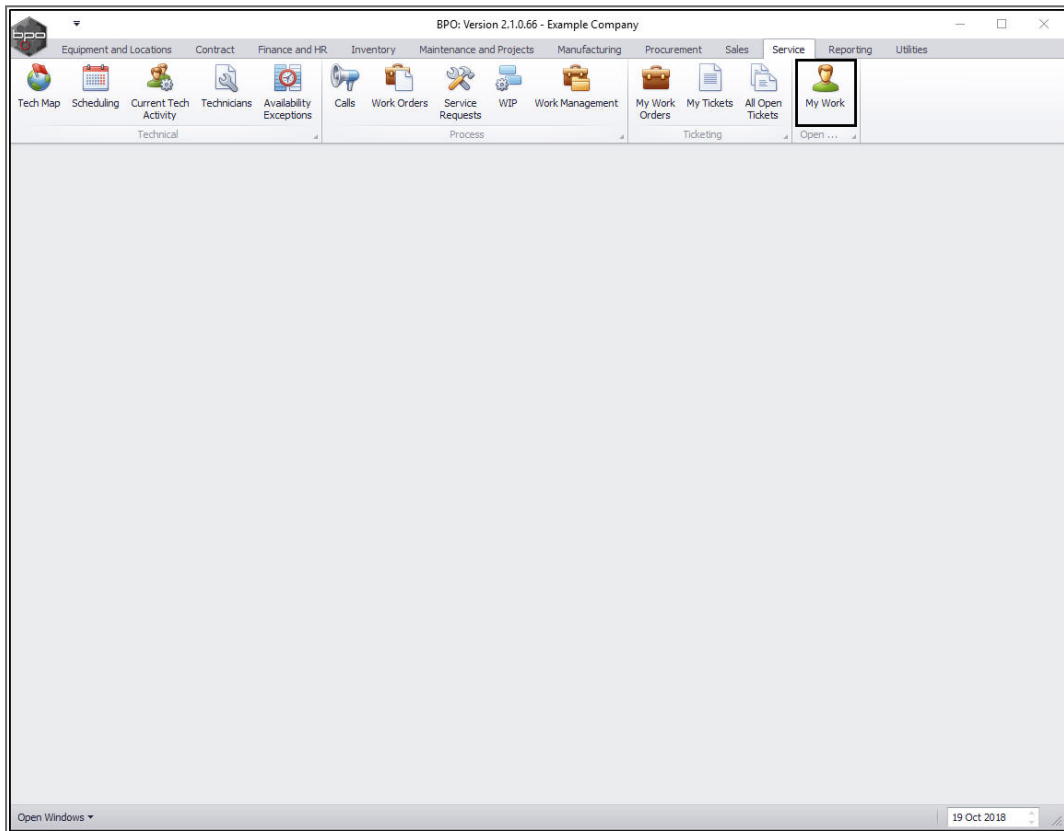 bpo
BPO: Version 2.1.0.66 - Example Company
Equipment and Locations Contract Finance and HR Inventory Maintenance and Projects Manufacturing Procurement Sales Service Reporting Utilities
Tech Map Scheduling Current Tech Activity Technicians Availability Exceptions Calls Work Orders Service Requests WIP Work Management My Work Orders My Tickets All Open Tickets My Work
Technical Process Ticketing Open ...
Open Windows 19 Oct 2018